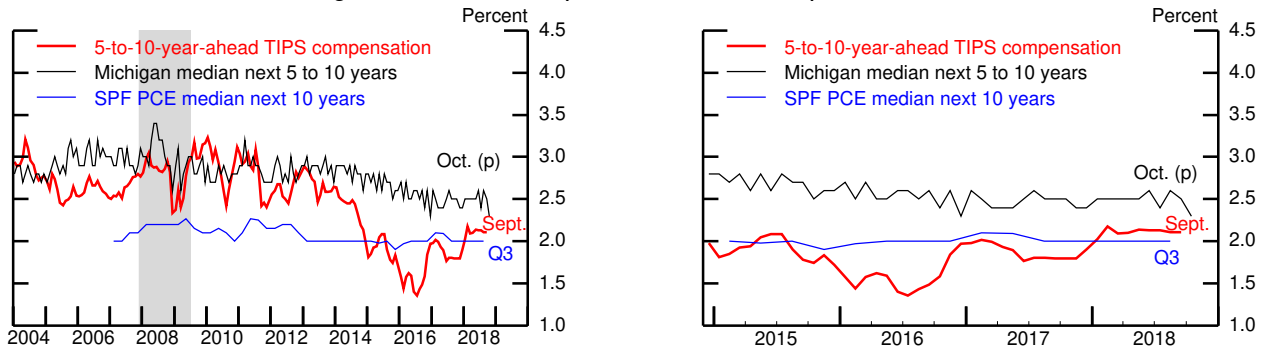 Percent
4.5
5-to-10-year-ahead TIPS compensation
Michigan median next 5 to 10 years
4.0
SPF PCE median next 10 years
3.5
Oct. (p)
3.0
2.5
Sept.
2.0
Q3
1.5
1.0
2004 2006 2008 2010 2012 2014 2016 2018
Percent
4.5
5-to-10-year-ahead TIPS compensation
Michigan median next 5 to 10 years
4.0
SPF PCE median next 10 years
3.5
3.0
Oct. (p)
2.5
Sept.
2.0
Q3
1.5
1.0
2015 2016 2017 2018